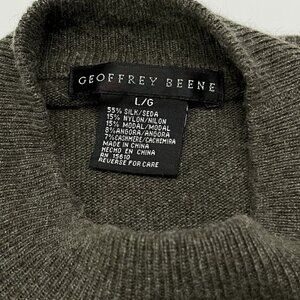 GEOFFREY BEENE
L/G
55% SILK/SEDA
15% NYLON/NILON
15% MODAL/MODAL
8% ANGORA/ANGORA
7% CASHMERE/CACHEMIRA
MADE IN CHINA
HECHO EN CHINA
RN 15610
REVERSE FOR CARE